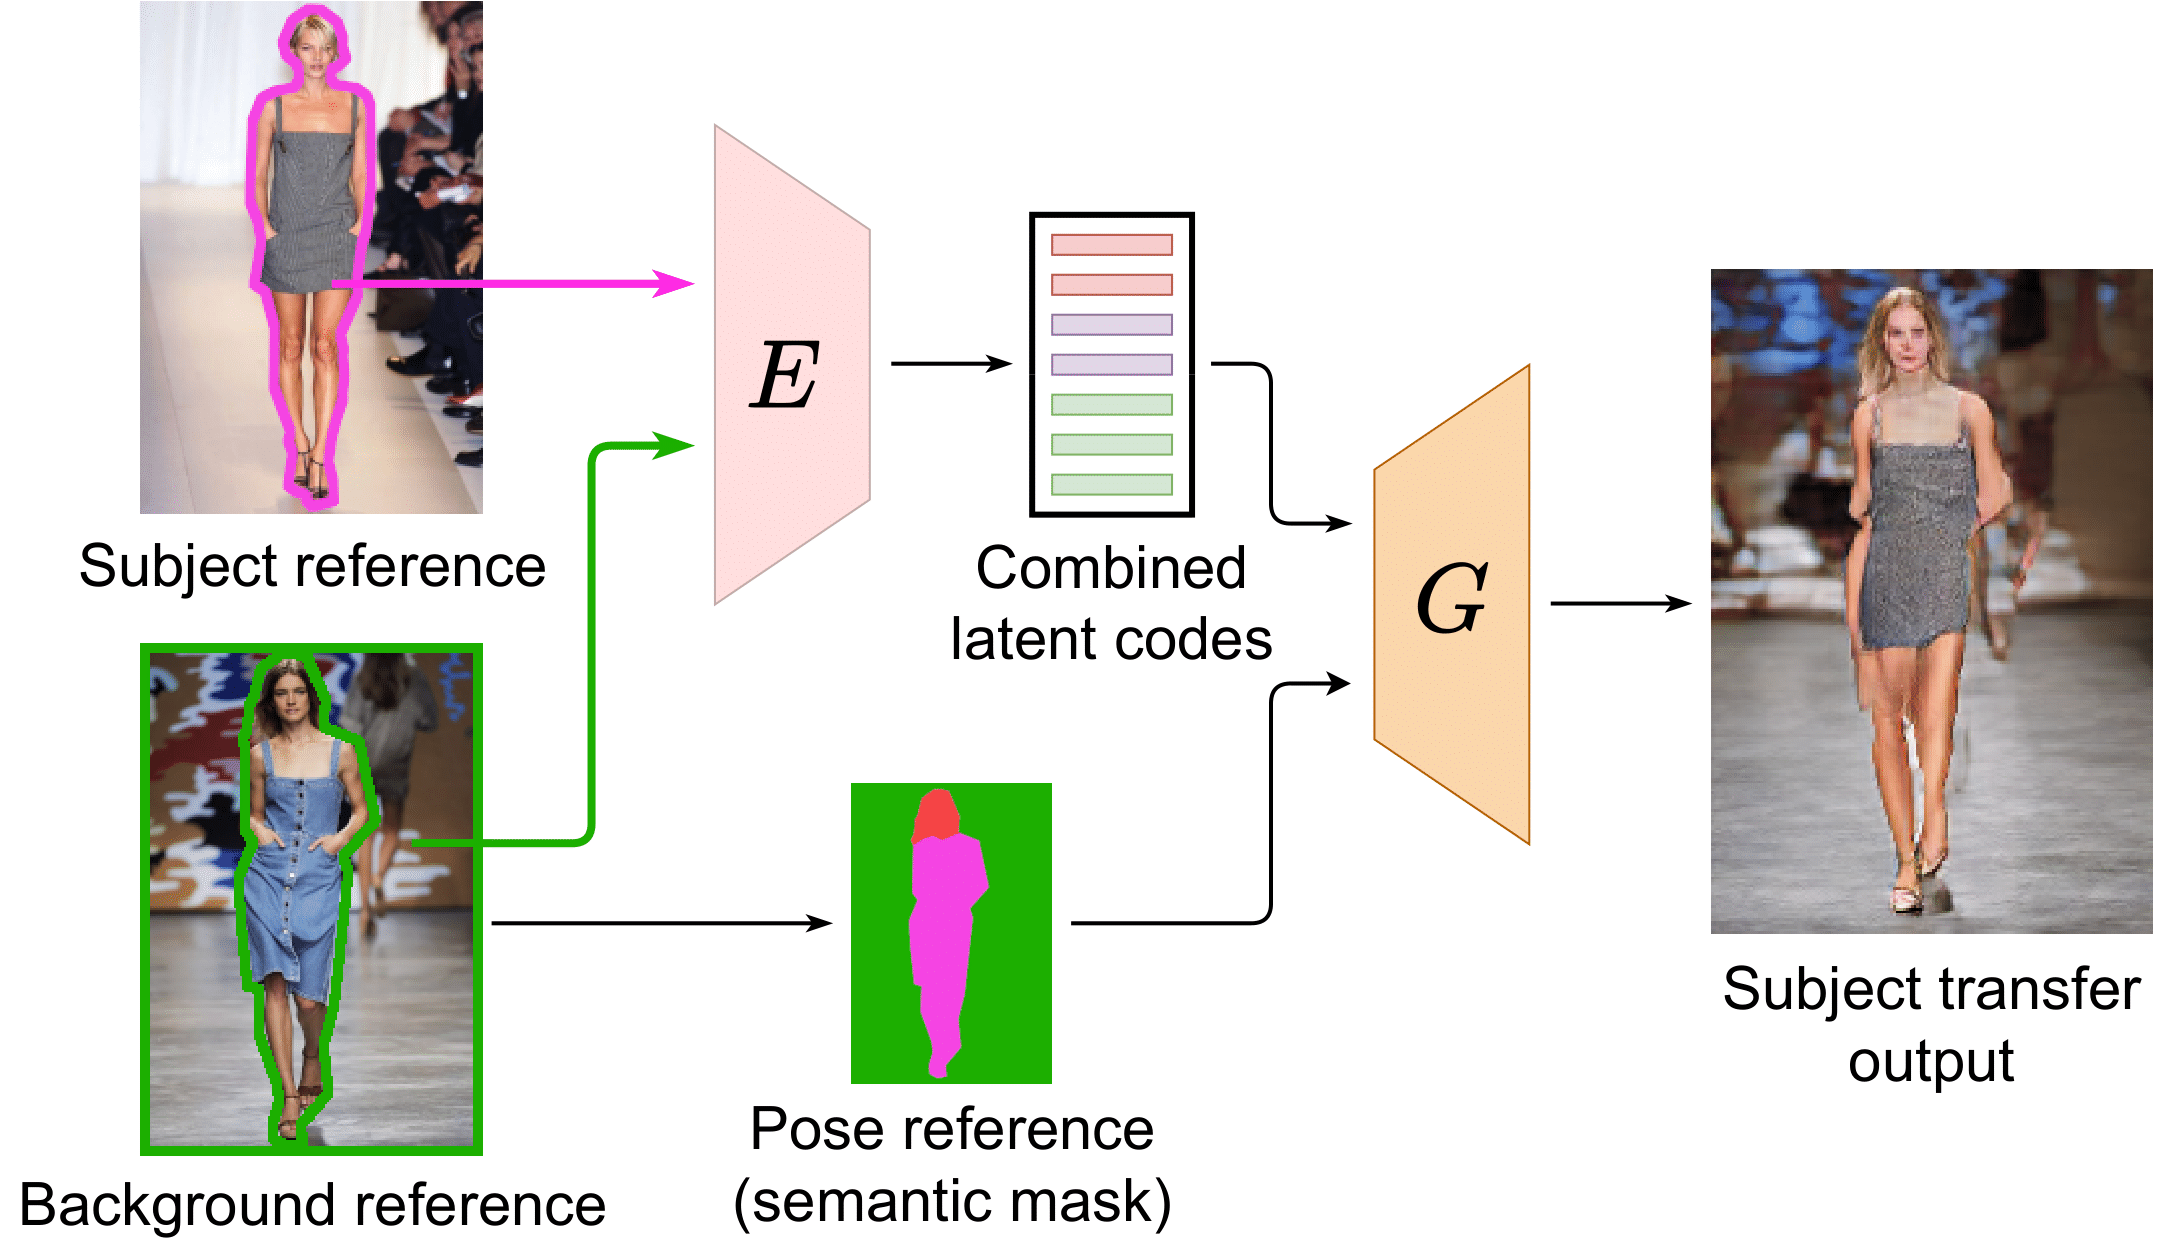 Subject reference
E
Combined
latent codes
G
Background reference
Pose reference
(semantic mask)
Subject transfer
output